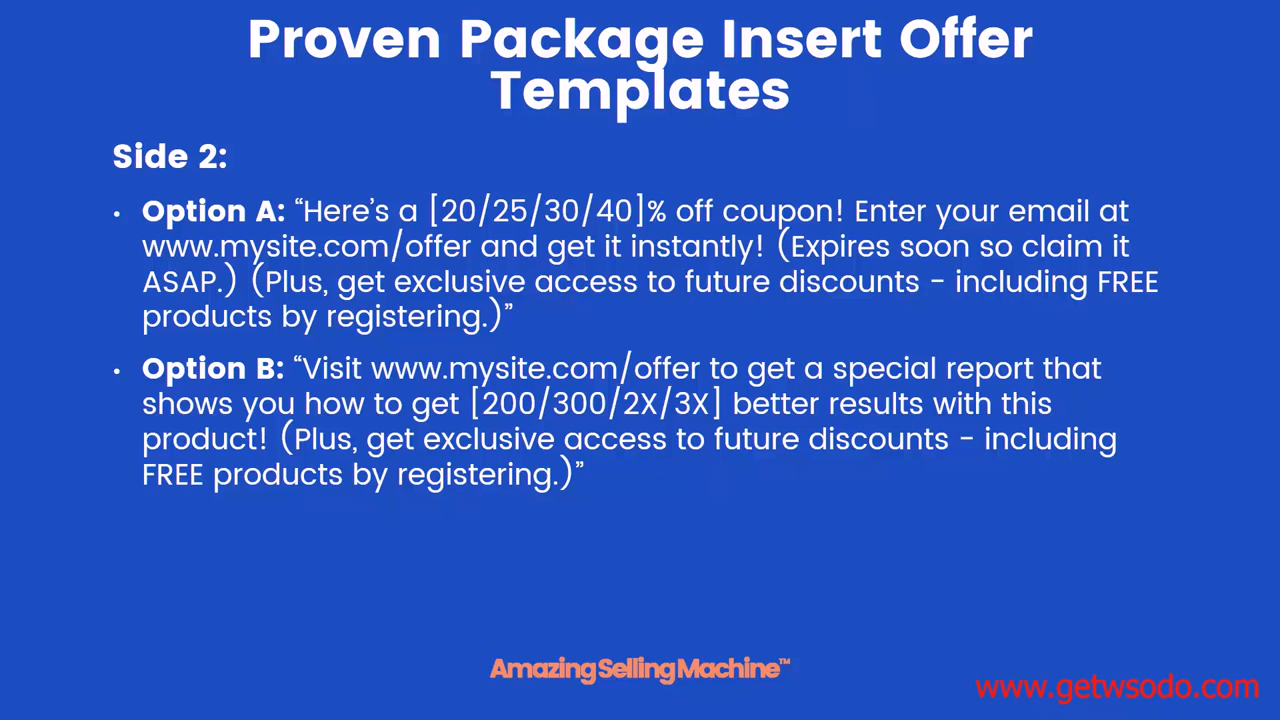 Proven Package Insert Offer
Templates
Side 2:
• Option A: “Here’s a [20/25/30/40]% off coupon! Enter your email at
www.mysite.com/offer and get it instantly! (Expires soon so claim it
ASAP.) (Plus, get exclusive access to future discounts - including FREE
products by registering.)”
• Option B: “Visit www.mysite.com/offer to get a special report that
shows you how to get [200/300/2X/3X] better results with this
product! (Plus, get exclusive access to future discounts - including
FREE products by registering.)”
AmazingSellingMachine™
www.getwsodo.com